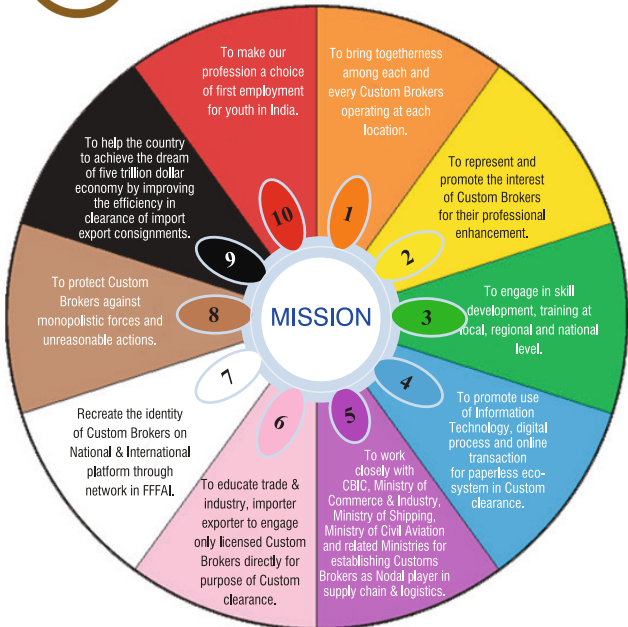 To bring togetherness
among each and
every Custom Brokers
operating at each
location.
1
To represent and
promote the interest
of Custom Brokers
for their professional
enhancement.
2
To engage in skill
development, training at
local, regional and national
level.
3
To promote use
of Information
Technology, digital
process and online
transaction
for paperless eco-
system in Custom
clearance.
4
To work
closely with
CBIC, Ministry of
Commerce & Industry,
Ministry of Shipping,
Ministry of Civil Aviation
and related Ministries for
establishing Customs
Brokers as Nodal player in
supply chain & logistics.
5
To educate trade &
industry, importer
exporter to engage
only licensed Custom
Brokers directly for
purpose of Custom
clearance.
6
Recreate the identity
of Custom Brokers on
National & International
platform through
network in FFFAI.
7
To protect Custom
Brokers against
monopolistic forces and
unreasonable actions.
8
To help the country
to achieve the dream
of five trillion dollar
economy by improving
the efficiency in
clearance of import
export consignments.
9
To make our
profession a choice
of first employment
for youth in India.
10
MISSION